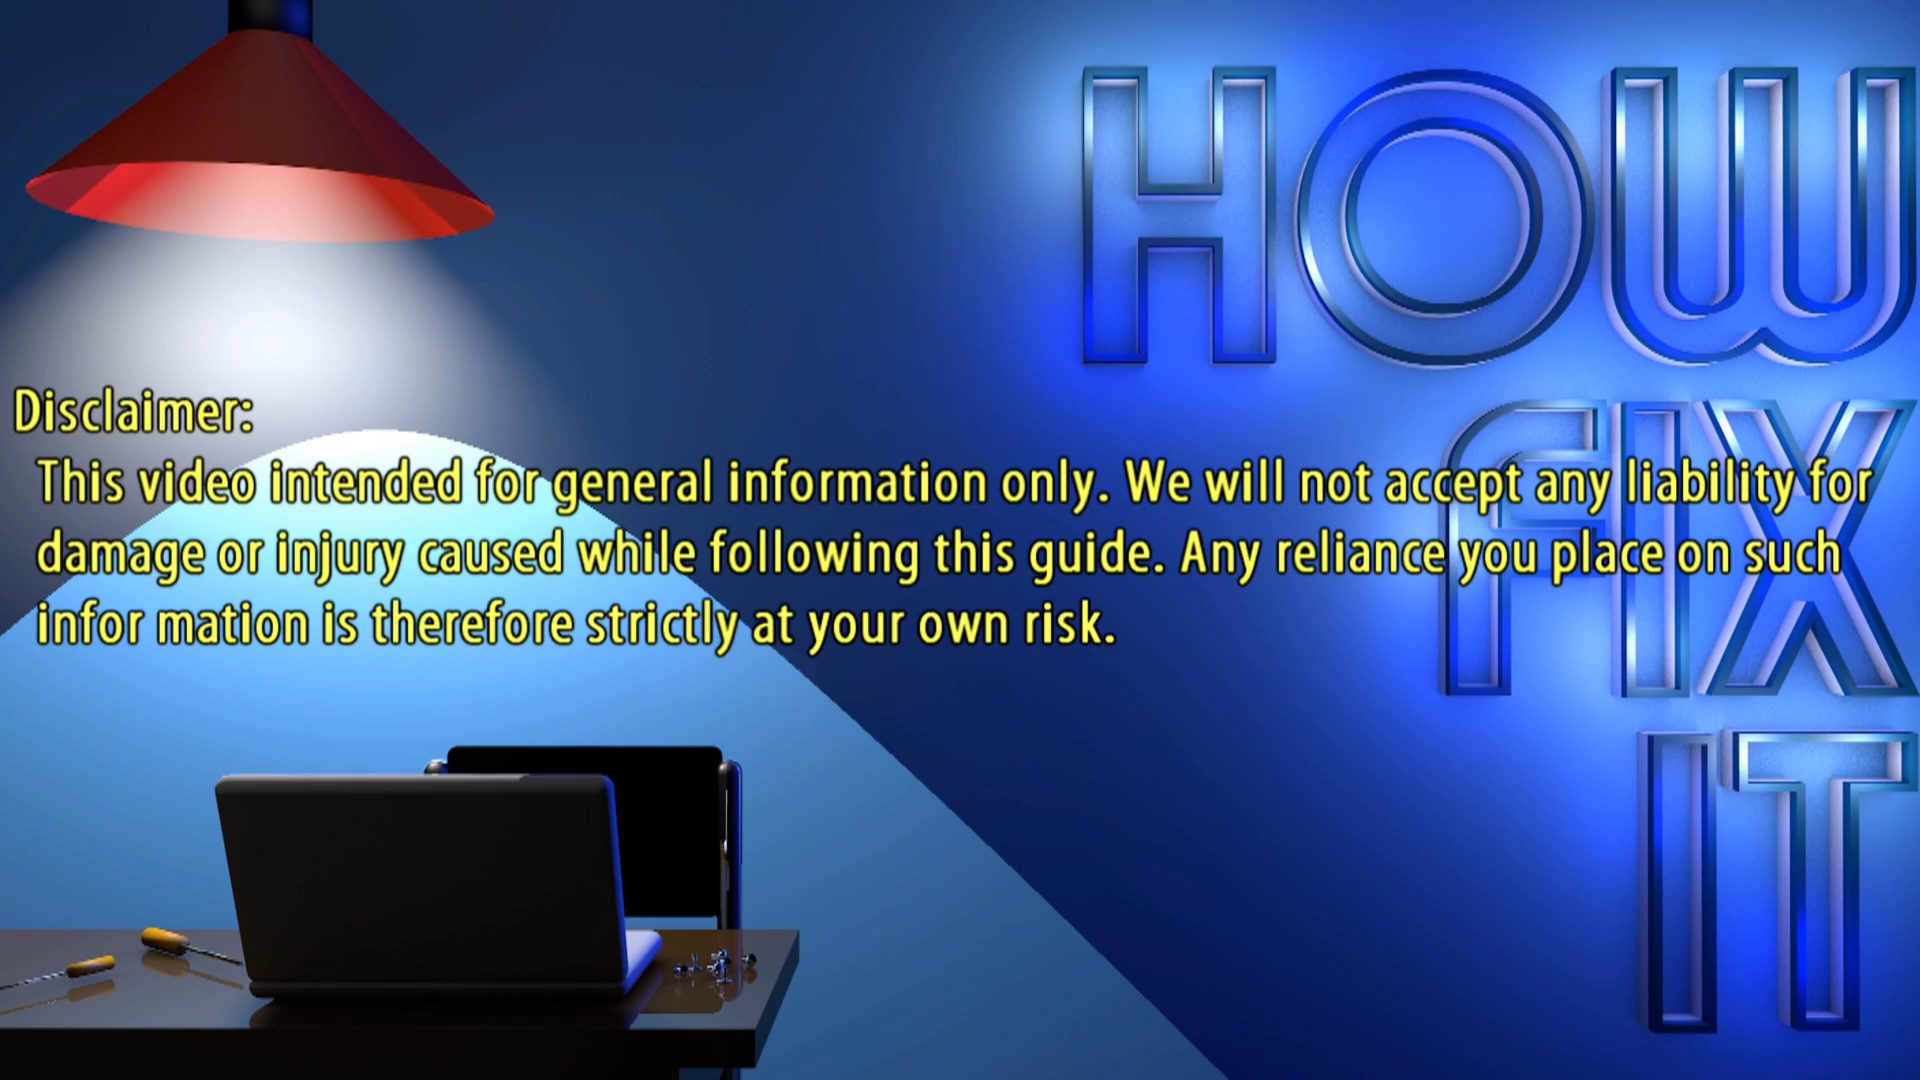 HOW
FIX
IT
Disclaimer:
This video intended for general information only. We will not accept any liability for
damage or injury caused while following this guide. Any reliance you place on such
infor mation is therefore strictly at your own risk.